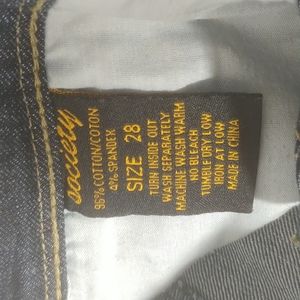 society
96% COTTON/COTON
4% SPANDEX
SIZE 28
TURN INSIDE OUT
WASH SEPARATELY
MACHINE WASH WARM
NO BLEACH
TUMBLE DRY LOW
IRON AT LOW
MADE IN CHINA